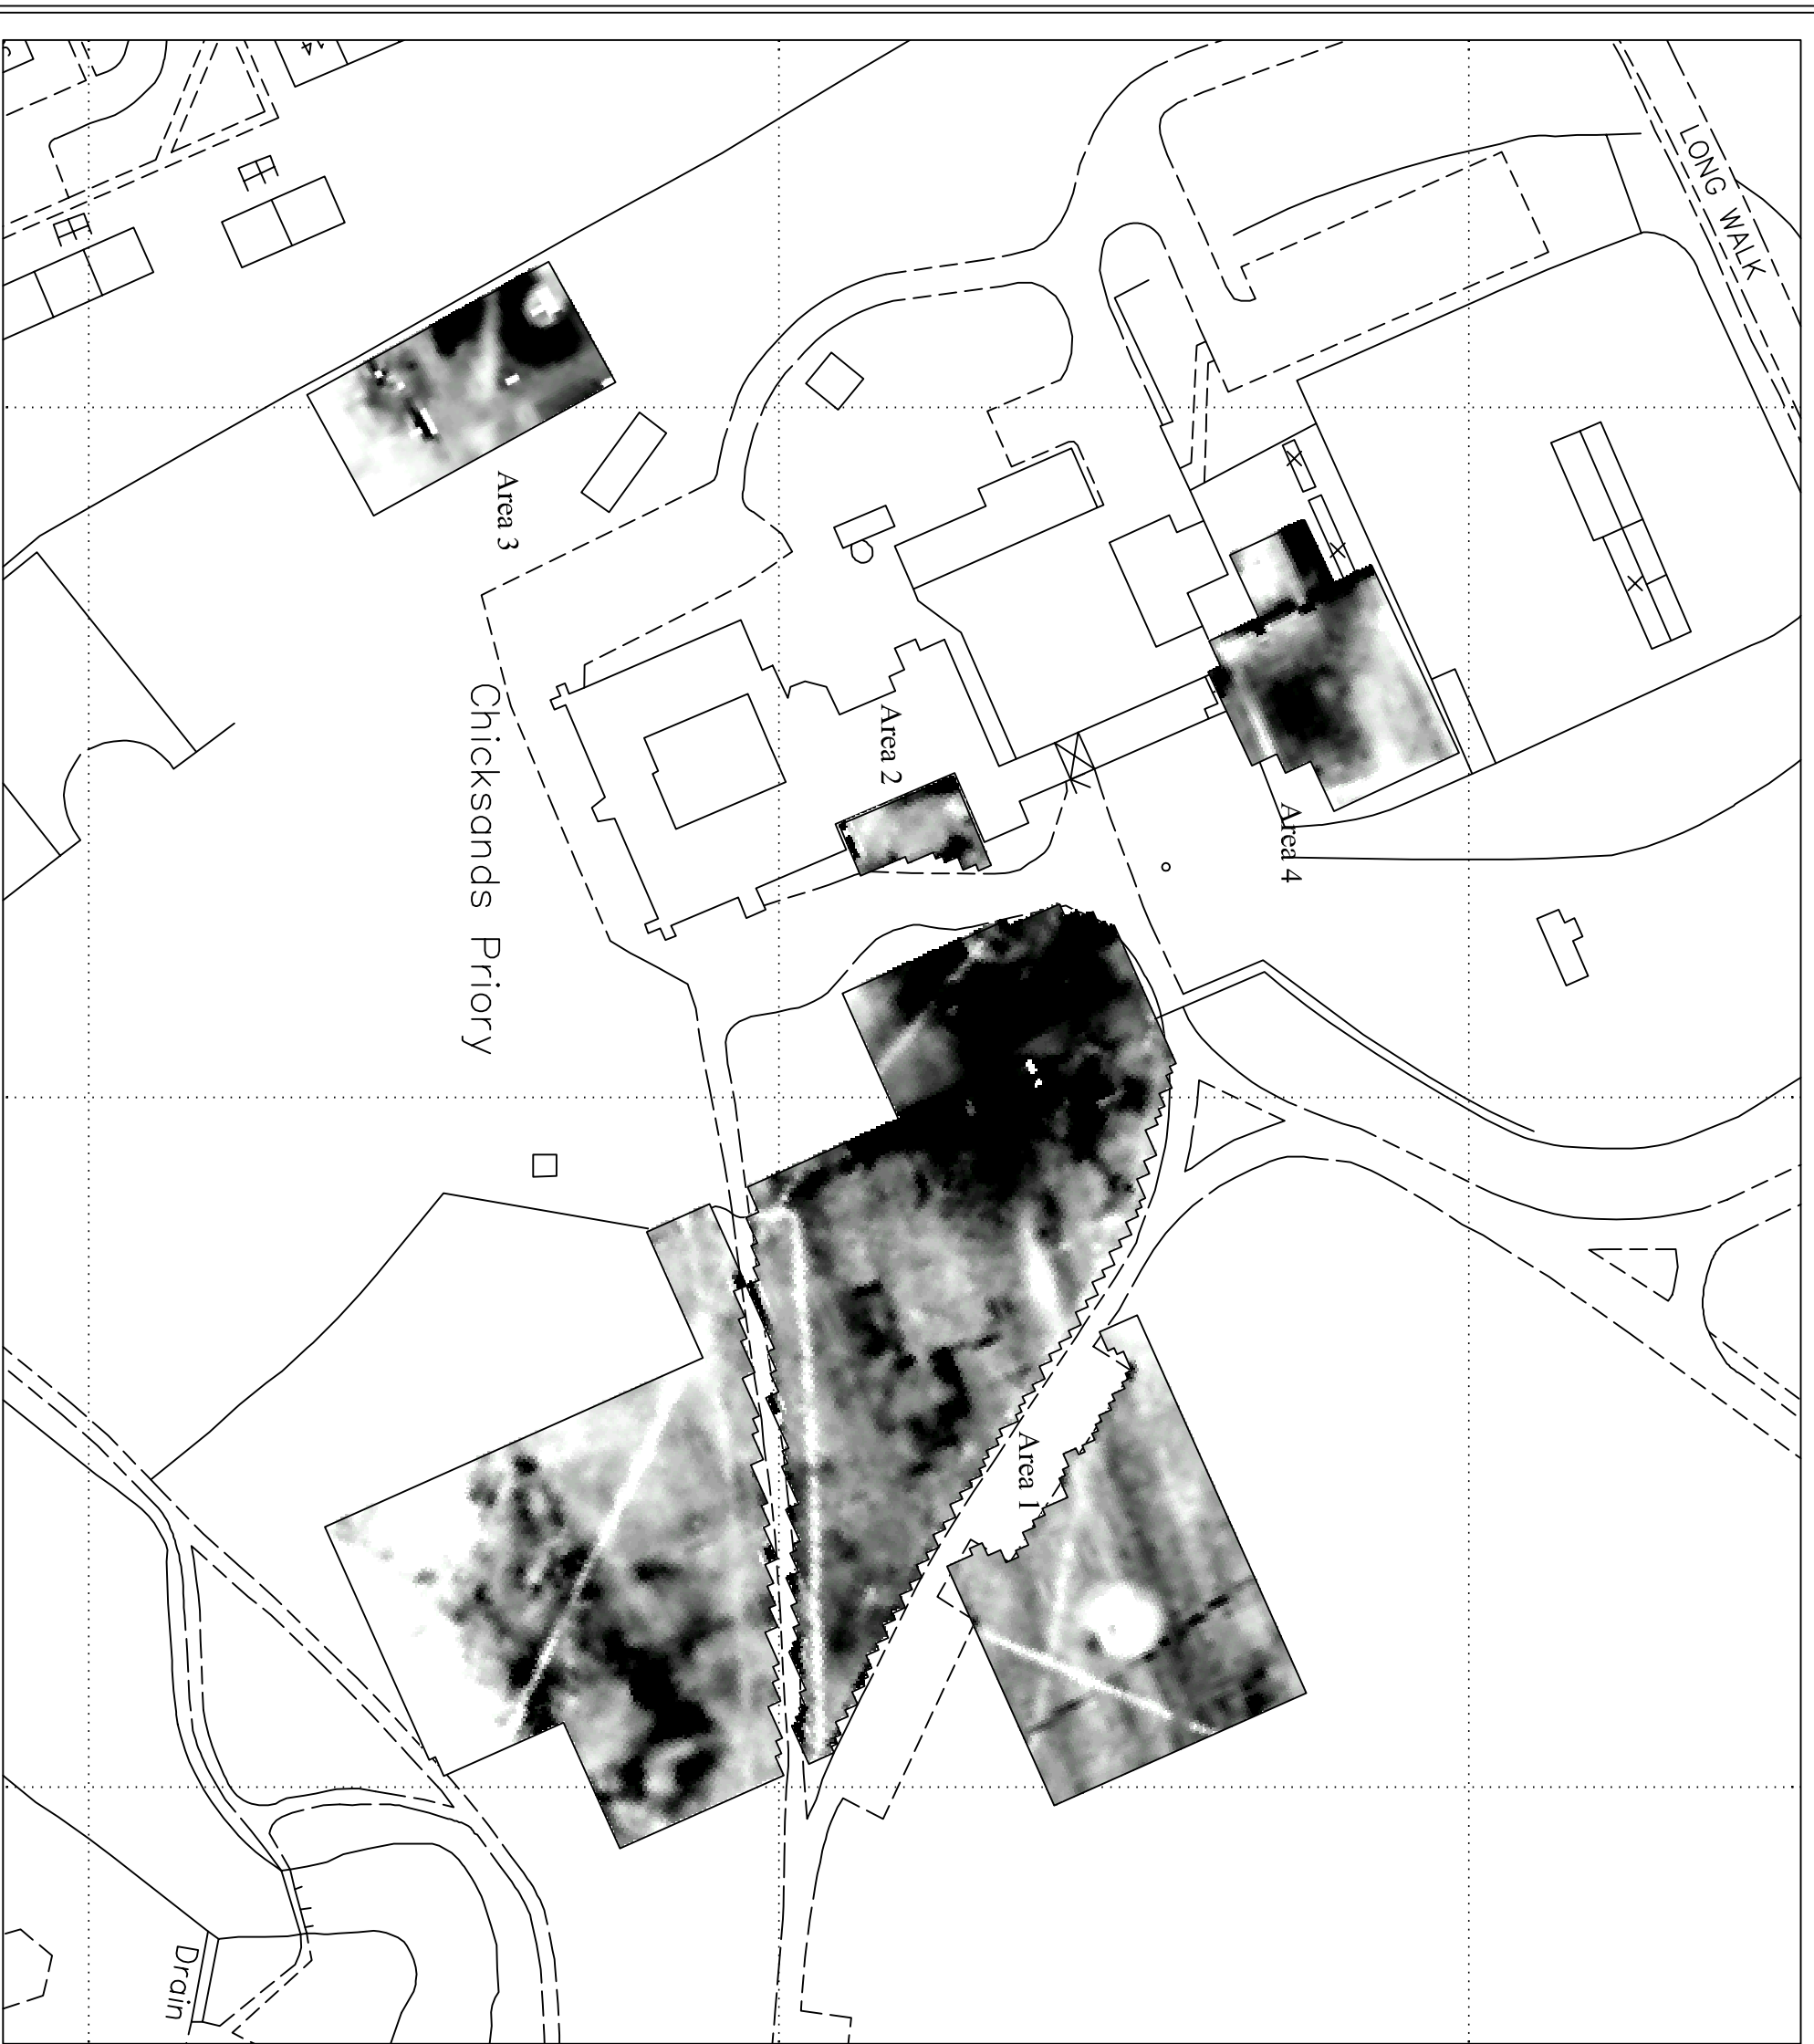 LONG WALK
Area 3
Chicksands Priory
Area 2
Area 4
Area 1
Drain